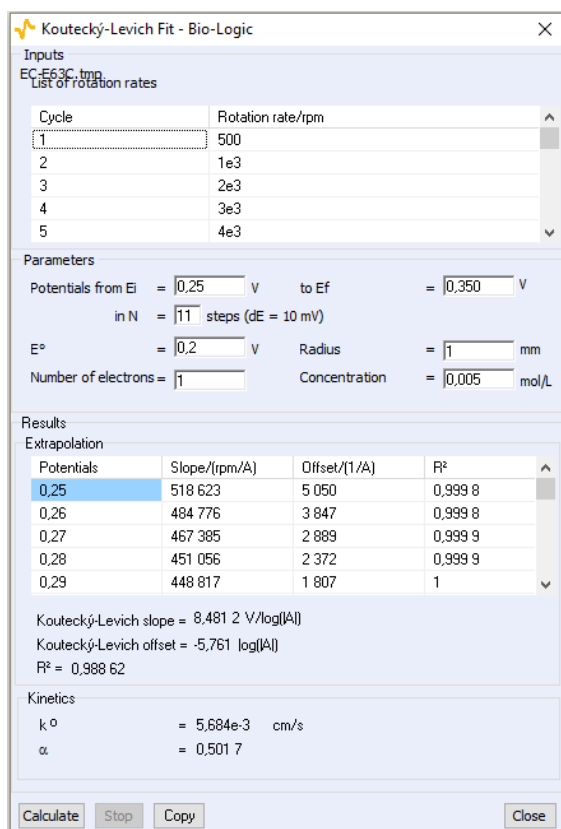 Koutecký-Levich Fit - Bio-Logic
Inputs
EC-E63C.tmp
List of rotation rates
Cycle Rotation rate/rpm
1 500
2 1e3
3 2e3
4 3e3
5 4e3
Parameters
Potentials from Ei = 0,25 V to Ef = 0,350 V
in N = 11 steps (dE = 10 mV)
E° = 0,2 V Radius = 1 mm
Number of electrons = 1 Concentration = 0,005 mol/L
Results
Extrapolation
Potentials Slope/(rpm/A) Offset/(1/A) R²
0,25 518 623 5 050 0,999 8
0,26 484 776 3 847 0,999 8
0,27 467 385 2 889 0,999 9
0,28 451 056 2 372 0,999 9
0,29 448 817 1 807 1
Koutecký-Levich slope = 8,481 2 V/log(|A|)
Koutecký-Levich offset = -5,761 log(|A|)
R² = 0,988 62
Kinetics
k° = 5,684e-3 cm/s
α = 0,501 7
Calculate Stop Copy Close